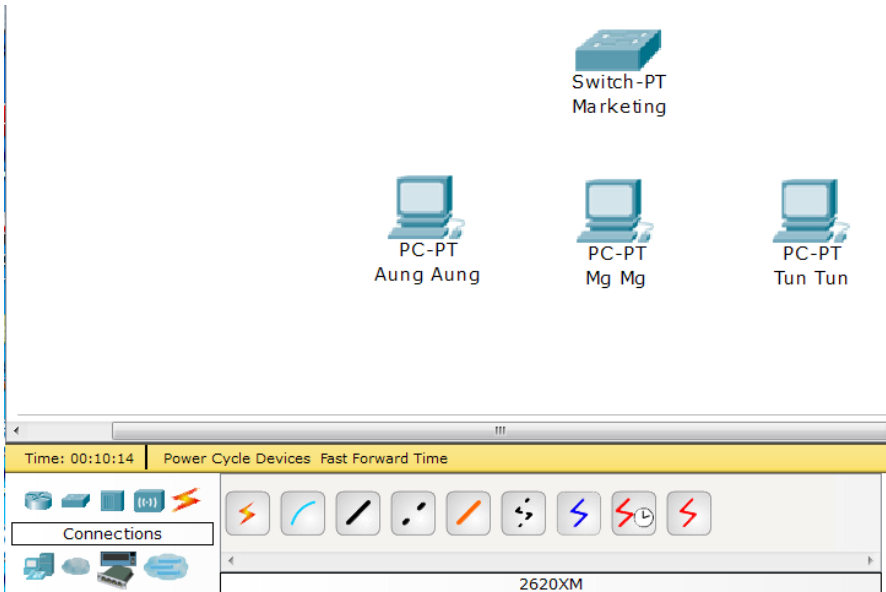 Switch-PT
Marketing
PC-PT
Aung Aung
PC-PT
Mg Mg
PC-PT
Tun Tun
Time: 00:10:14 Power Cycle Devices Fast Forward Time
Connections
2620XM